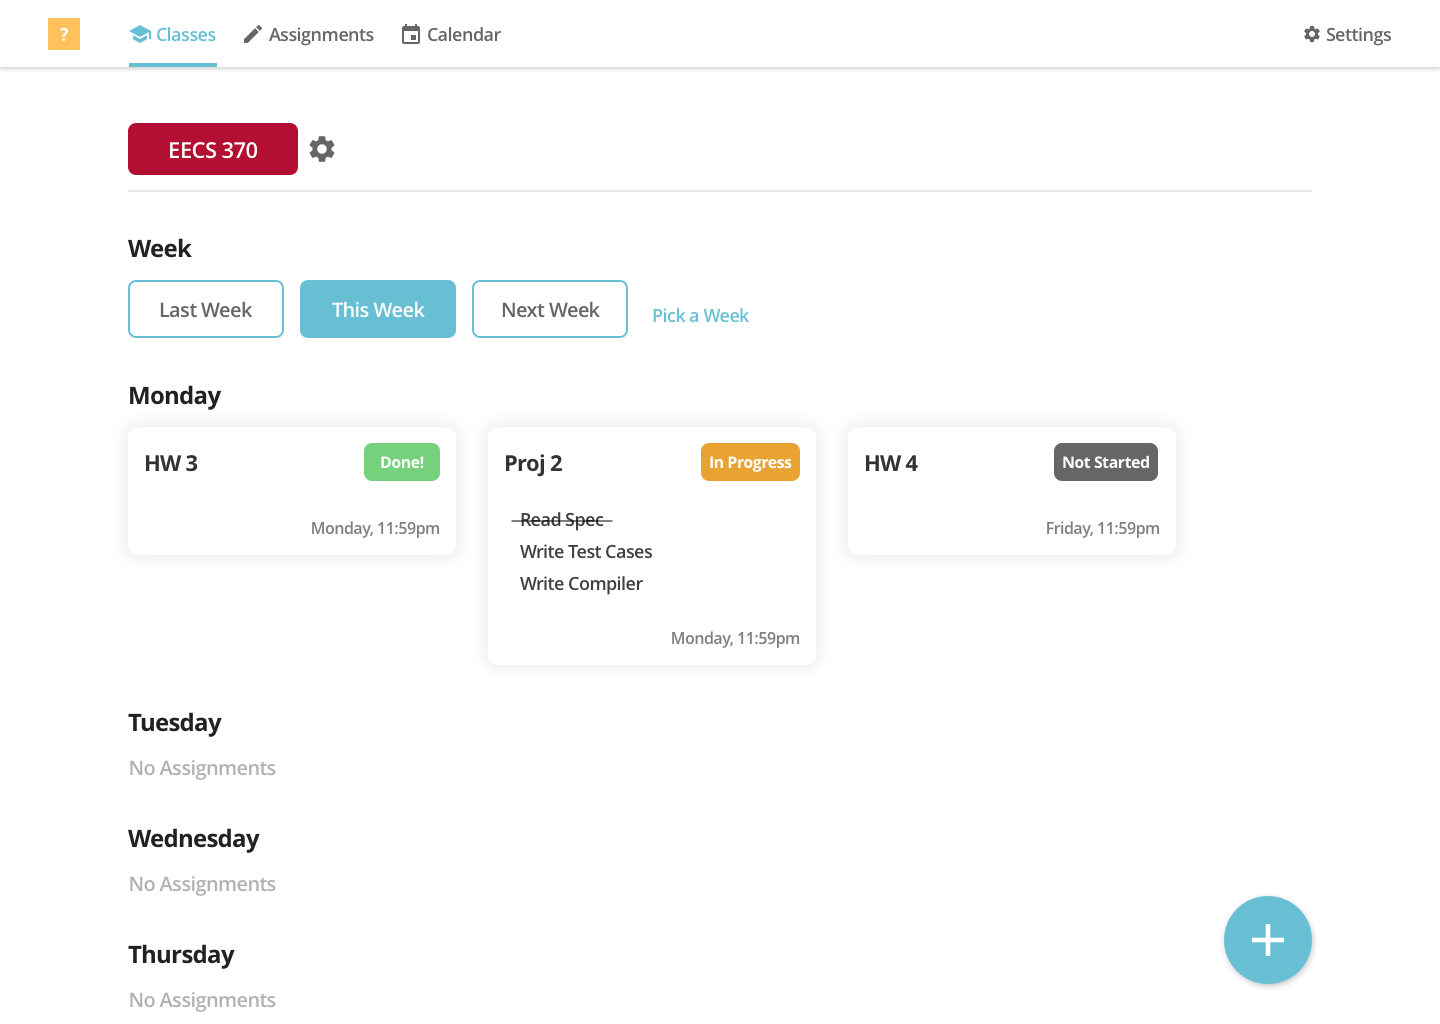 ?
Classes
Assignments
Calendar
Settings
EECS 370
Week
Last Week
This Week
Next Week
Pick a Week
Monday
HW 3
Done!
Monday, 11:59pm
Proj 2
In Progress
Read Spec
Write Test Cases
Write Compiler
Monday, 11:59pm
HW 4
Not Started
Friday, 11:59pm
Tuesday
No Assignments
Wednesday
No Assignments
Thursday
No Assignments